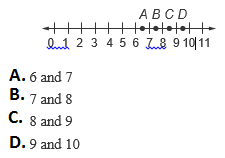 A B C D
0 1 2 3 4 5 6 7 8 9 10 11
A. 6 and 7
B. 7 and 8
C. 8 and 9
D. 9 and 10